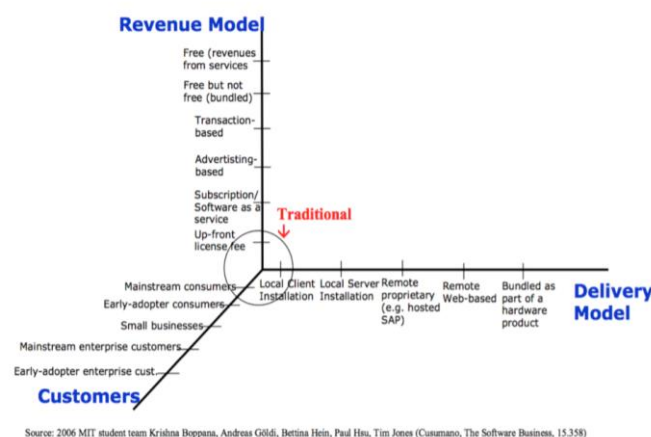 Revenue Model
Free (revenues
from services
Free but not
free (bundled)
Transaction-
based
Advertisting-
based
Subscription/
Software as a
service
Up-front
license fee
Traditional
Mainstream consumers
Early-adopter consumers
Small businesses
Mainstream enterprise customers
Early-adopter enterprise cust.
Customers
Local Client
Installation
Local Server
Installation
Remote
proprietary
(e.g. hosted
SAP)
Remote
Web-based
Bundled as
part of a
hardware
product
Delivery
Model
Source: 2006 MIT student team Krishna Boppana, Andreas Göldi, Bettina Hein, Paul Hsu, Tim Jones (Cusumano, The Software Business, 15.358)